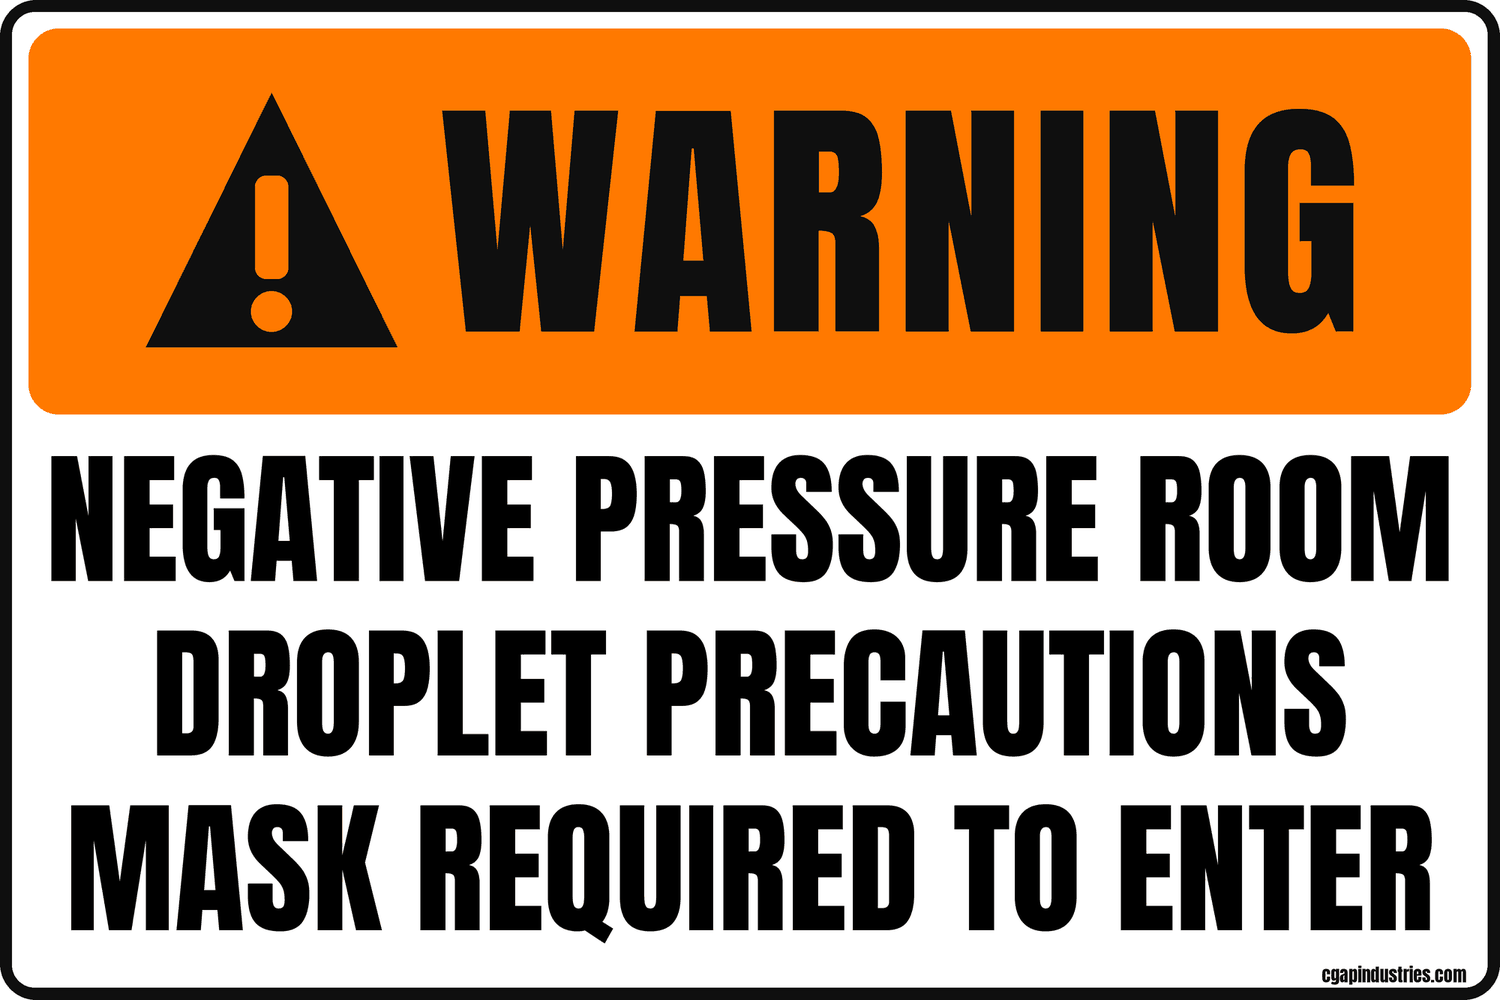 WARNING
NEGATIVE PRESSURE ROOM
DROPLET PRECAUTIONS
MASK REQUIRED TO ENTER
cgapindustries.com